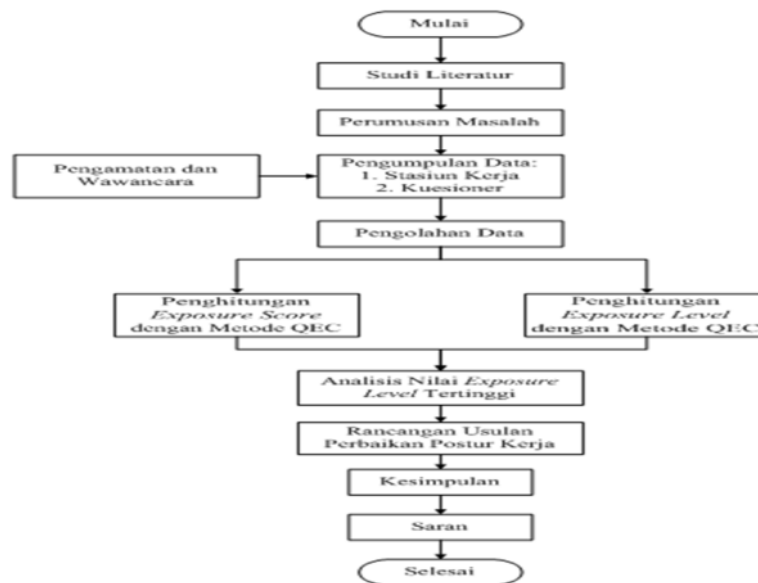 Mulai
Studi Literatur
Perumusan Masalah
Pengamatan dan
Wawancara
Pengumpulan Data:
1. Stasiun Kerja
2. Kuesioner
Pengolahan Data
Penghitungan
Exposure Score
dengan Metode QEC
Penghitungan
Exposure Level
dengan Metode QEC
Analisis Nilai Exposure
Level Tertinggi
Rancangan Usulan
Perbaikan Postur Kerja
Kesimpulan
Saran
Selesai